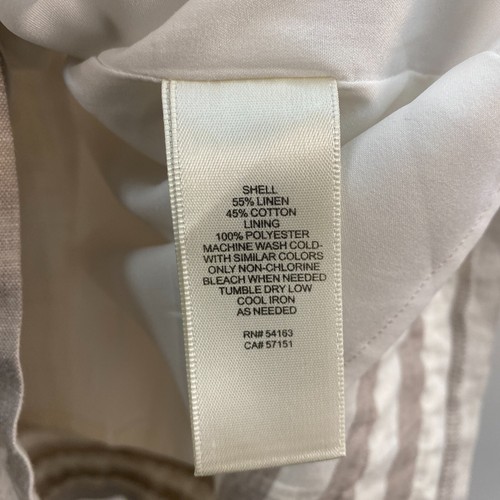 SHELL
55% LINEN
45% COTTON
LINING
100% POLYESTER
MACHINE WASH COLD-
WITH SIMILAR COLORS
ONLY NON-CHLORINE
BLEACH WHEN NEEDED
TUMBLE DRY LOW
COOL IRON
AS NEEDED
RN# 54163
CA# 57151